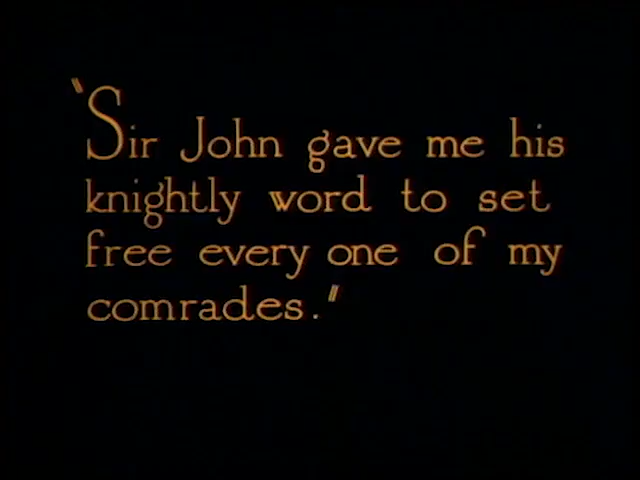 "Sir John gave me his
knightly word to set
free every one of my
comrades."